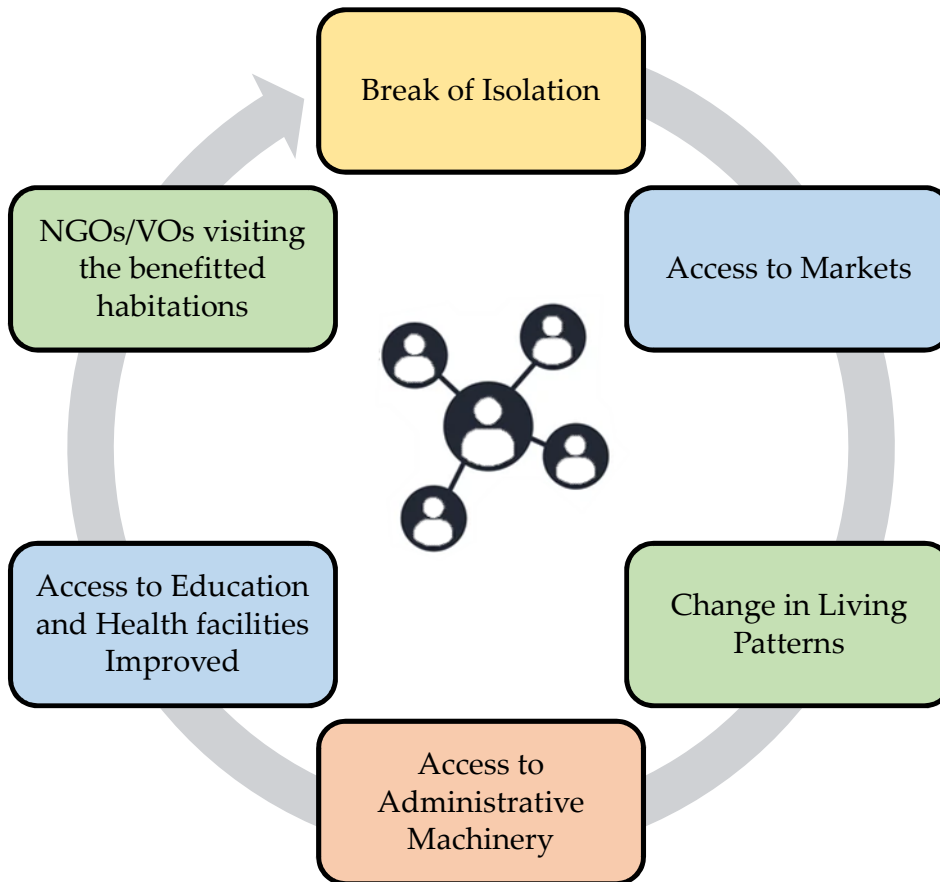 Break of Isolation
Access to Markets
Change in Living
Patterns
Access to
Administrative
Machinery
Access to Education
and Health facilities
Improved
NGOs/VOs visiting
the benefitted
habitations